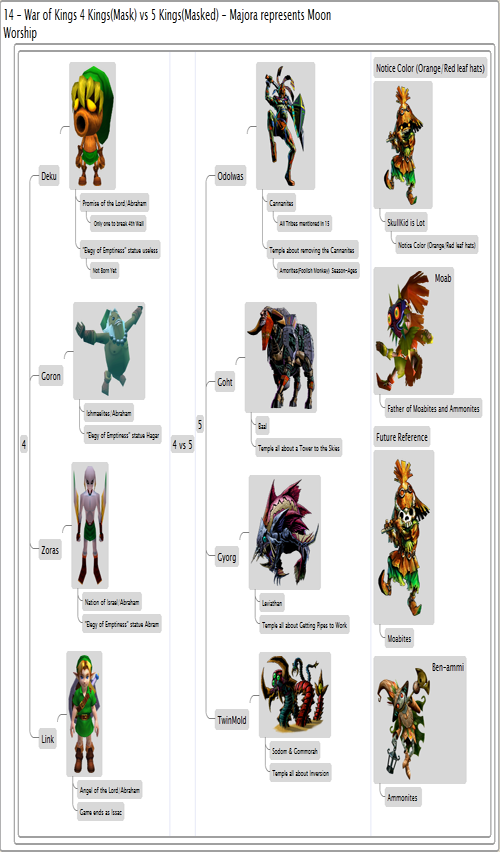 14 - War of Kings 4 Kings(Mask) vs 5 Kings(Masked) - Majora represents Moon
Worship
4
Deku
Promise of the Lord/Abraham
Only one to break 4th Wall
"Elegy of Emptiness" statue useless
Not Born Yet
Goron
Ishmaelites/Abraham
"Elegy of Emptiness" statue Hagar
Zoras
Nation of Israel/Abraham
"Elegy of Emptiness" statue Abram
Link
Angel of the Lord/Abraham
Game ends as Issac
4 vs 5
5
Odolwas
Cannanites
All Tribes mentioned in 15
Temple about removing the Cannanites
Amorites(Foolish Monkey) Season-Ages
Goht
Baal
Temple all about a Tower to the Skies
Gyorg
Leviathan
Temple all about Getting Pipes to Work
TwinMold
Sodom & Gommorah
Temple all about Inversion
Notice Color (Orange/Red leaf hats)
SkullKid is Lot
Notice Color (Orange/Red leaf hats)
Moab
Father of Moabites and Ammonites
Future Reference
Moabites
Ben-ammi
Ammonites